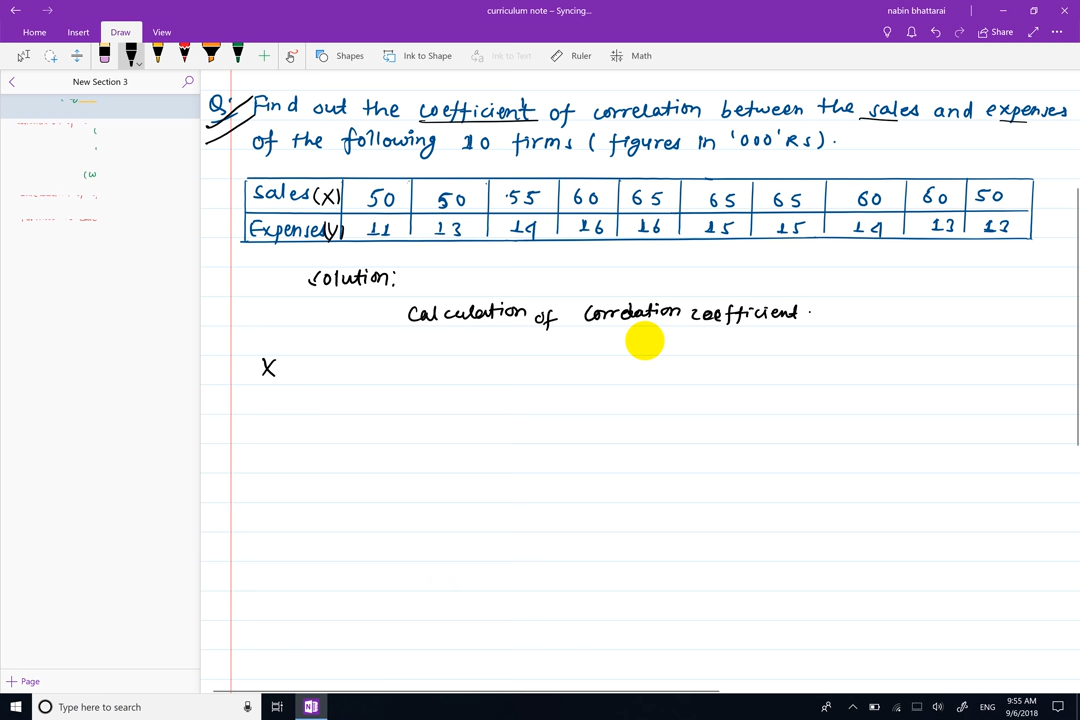 curriculum note – Syncing...
nabin bhattarai
Home Insert Draw View
Share
Shapes Ink to Shape Ink to Text Ruler Math
New Section 3
Q: Find out the coefficient of correlation between the sales and expenses
of the following 10 firms ( figures in '000' RS ).
Sales (X) 50 50 .55 60 65 65 65 60 60 50
Expenses (Y) 11 13 14 16 16 15 15 14 13 13
Solution:
Calculation of Correlation coefficient.
X
+ Page
Type here to search
ENG
9:55 AM
9/6/2018